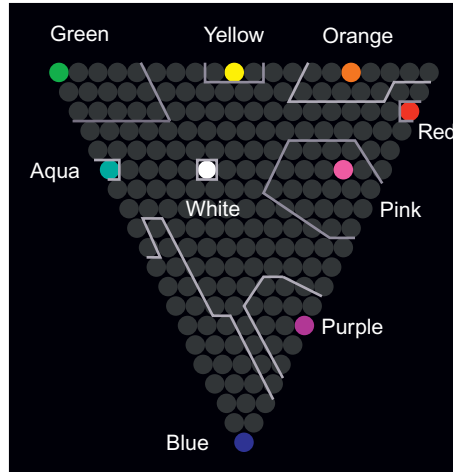 Green
Yellow
Orange
Red
Aqua
White
Pink
Purple
Blue